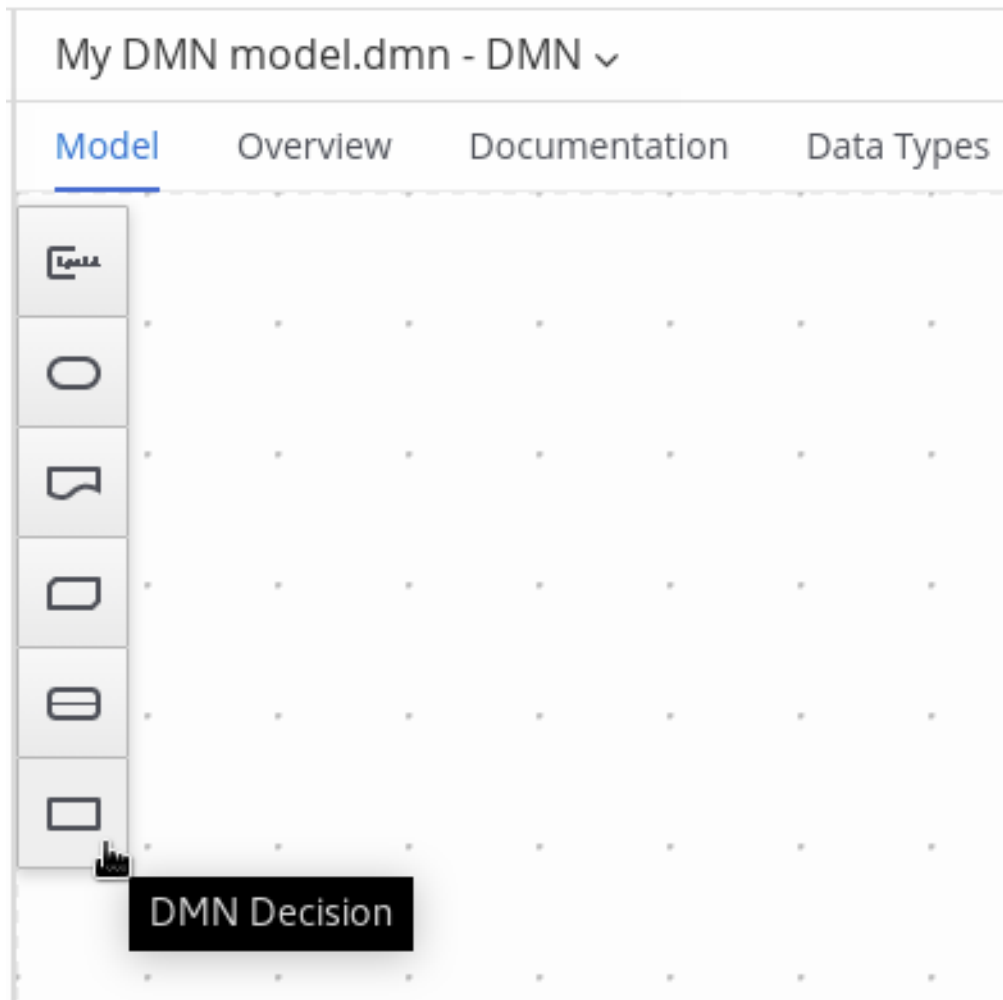 My DMN model.dmn - DMN
Model Overview Documentation Data Types
DMN Decision